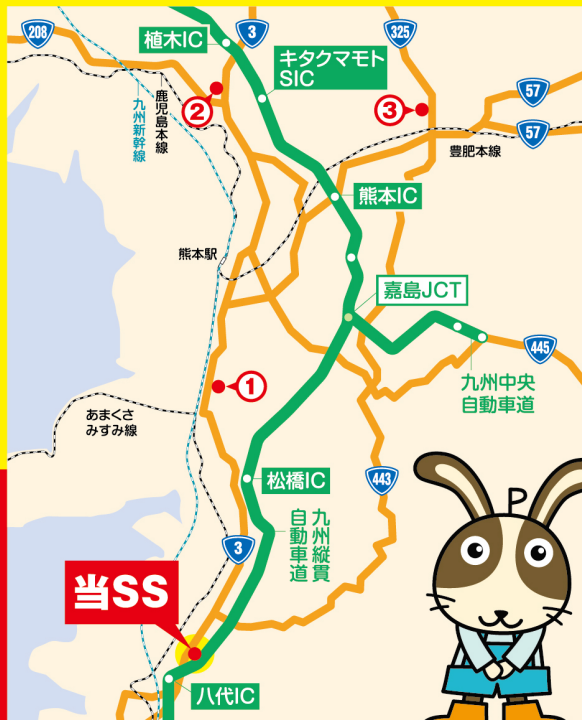 208
植木IC
3
325
キタクマモト
SIC
57
②
③
57
鹿児島本線
九州新幹線
豊肥本線
熊本IC
熊本駅
嘉島JCT
445
①
九州中央
自動車道
あまくさ
みすみ線
松橋IC
443
九州縦貫
自動車道
3
P
当SS
八代IC